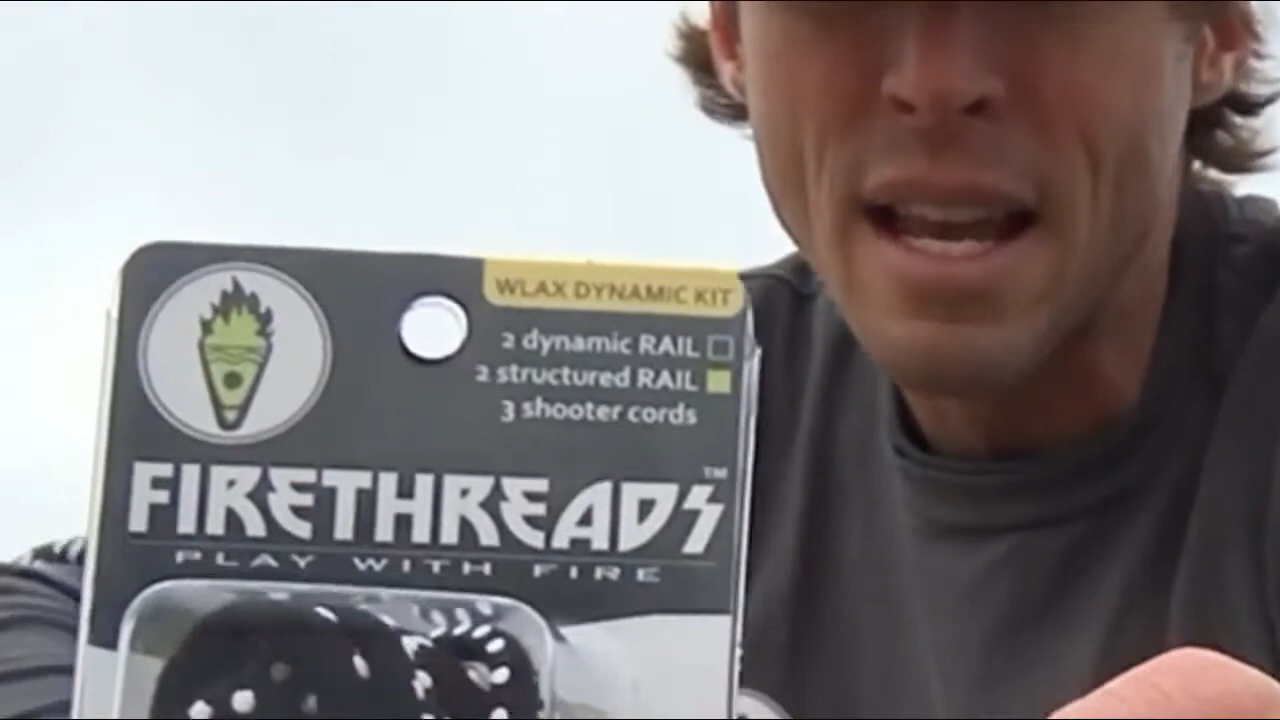 WLAX DYNAMIC KIT
2 dynamic RAIL
2 structured RAIL
3 shooter cords
FIRETHREADS™
PLAY WITH FIRE